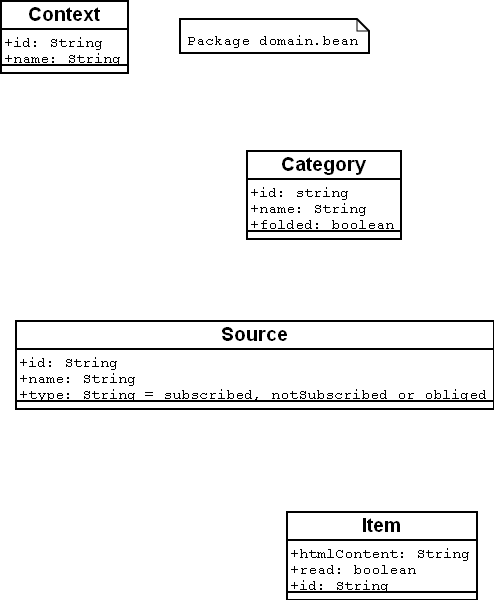 Context
+id: String
+name: String
Package domain.bean
Category
+id: string
+name: String
+folded: boolean
Source
+id: String
+name: String
+type: String = subscribed, notSubscribed or obliged
Item
+htmlContent: String
+read: boolean
+id: String